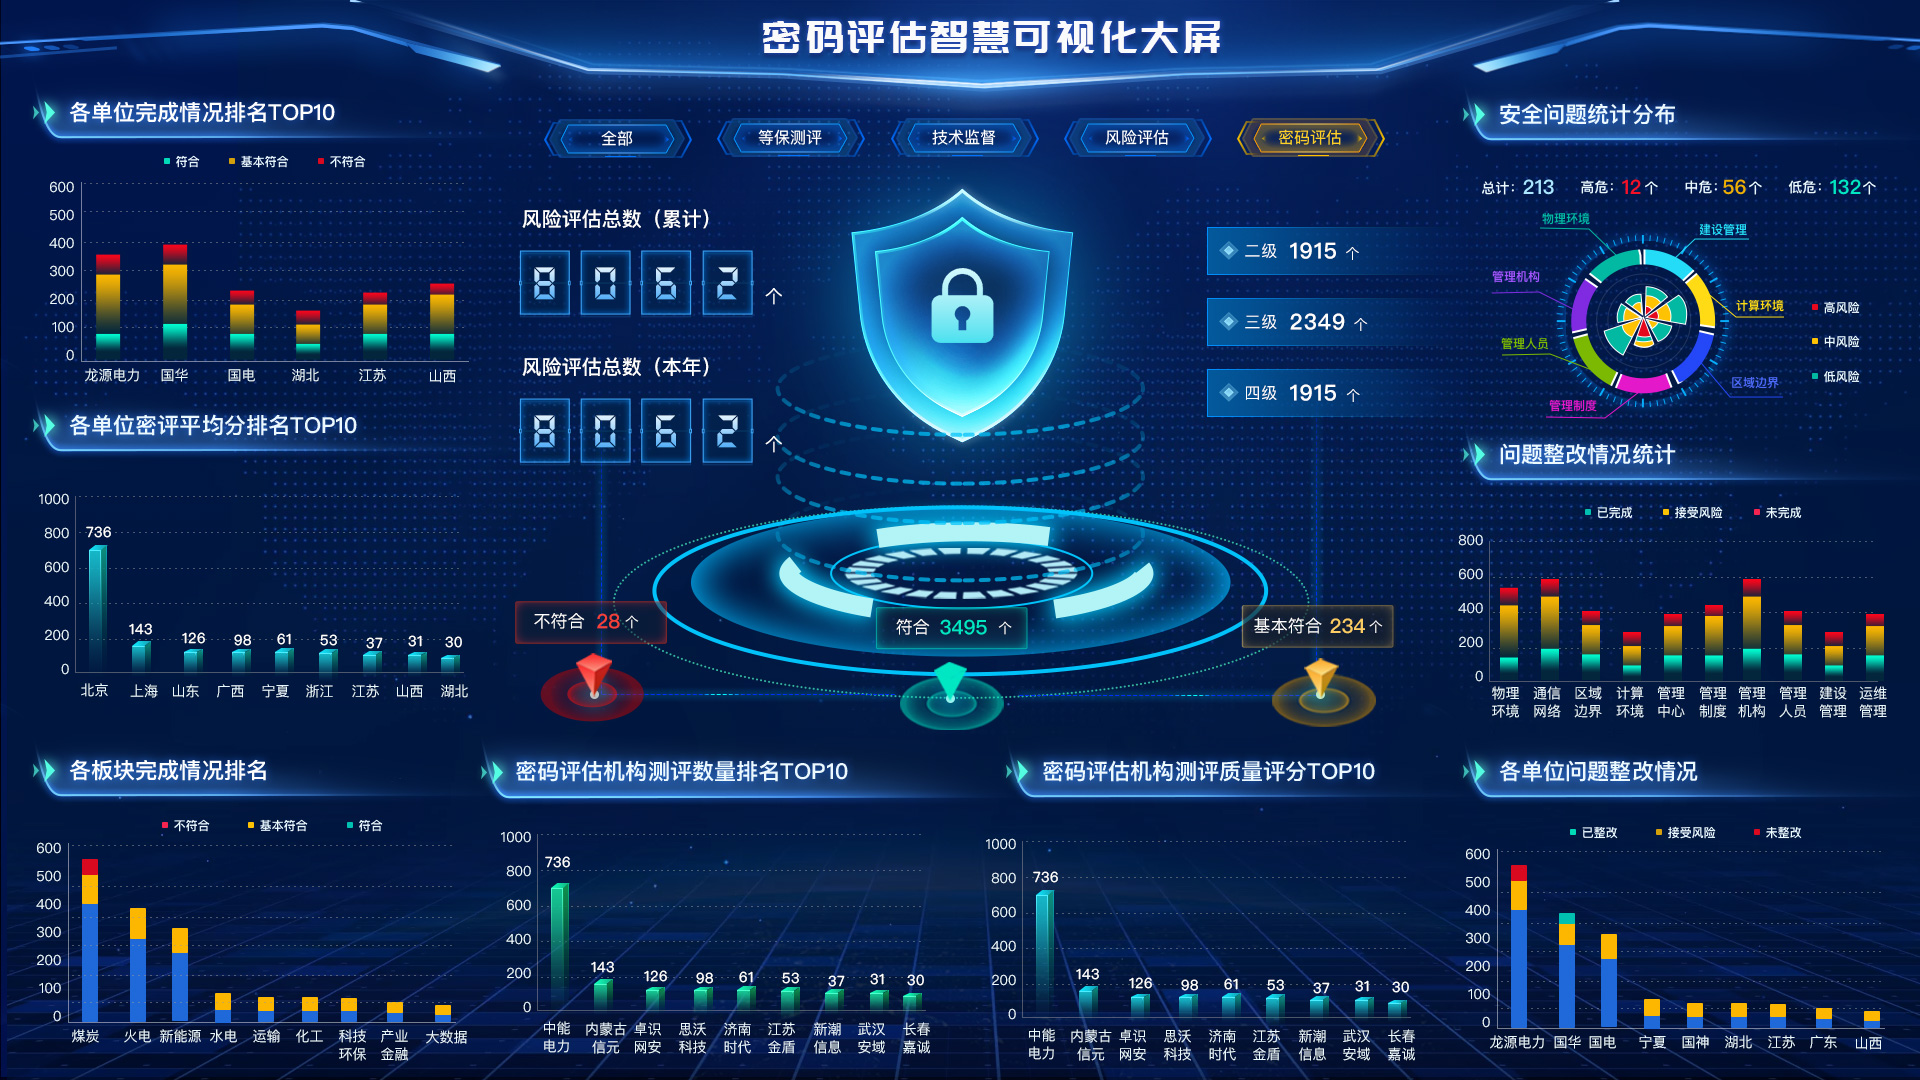 密码评估智慧可视化大屏
各单位完成情况排名TOP10
符合 基本符合 不符合
600
500
400
300
200
100
0
龙源电力 国华 国电 湖北 江苏 山西
各单位密评平均分排名TOP10
1000
800
600
400
200
0
736 143 126 98 61 53 37 31 30
北京 上海 山东 广西 宁夏 浙江 江苏 山西 湖北
全部 等保测评 技术监督 风险评估 密码评估
风险评估总数（累计）
8062个
风险评估总数（本年）
8062个
二级 1915 个
三级 2349 个
四级 1915 个
不符合 28个
符合 3495 个
基本符合 234个
安全问题统计分布
总计：213 高危：12个 中危：56个 低危：132个
物理环境
建设管理
管理机构
计算环境
管理人员
区域边界
管理制度
高风险
中风险
低风险
问题整改情况统计
已完成 接受风险 未完成
800
600
400
200
0
物理环境 通信网络 区域边界 计算环境 管理中心 管理制度 管理机构 管理人员 建设管理 运维管理
各板块完成情况排名
不符合 基本符合 符合
600
500
400
300
200
100
0
煤炭 火电 新能源 水电 运输 化工 科技环保 产业金融 大数据
密码评估机构测评数量排名TOP10
1000
800
600
400
200
0
736 143 126 98 61 53 37 31 30
中能电力 内蒙古信元 卓识网安 思沃科技 济南时代 江苏金盾 新潮信息 武汉安域 长春嘉诚
密码评估机构测评质量评分TOP10
1000
800
600
400
200
0
736 143 126 98 61 53 37 31 30
中能电力 内蒙古信元 卓识网安 思沃科技 济南时代 江苏金盾 新潮信息 武汉安域 长春嘉诚
各单位问题整改情况
已整改 接受风险 未整改
600
500
400
300
200
100
0
龙源电力 国华 国电 宁夏 国神 湖北 江苏 广东 山西